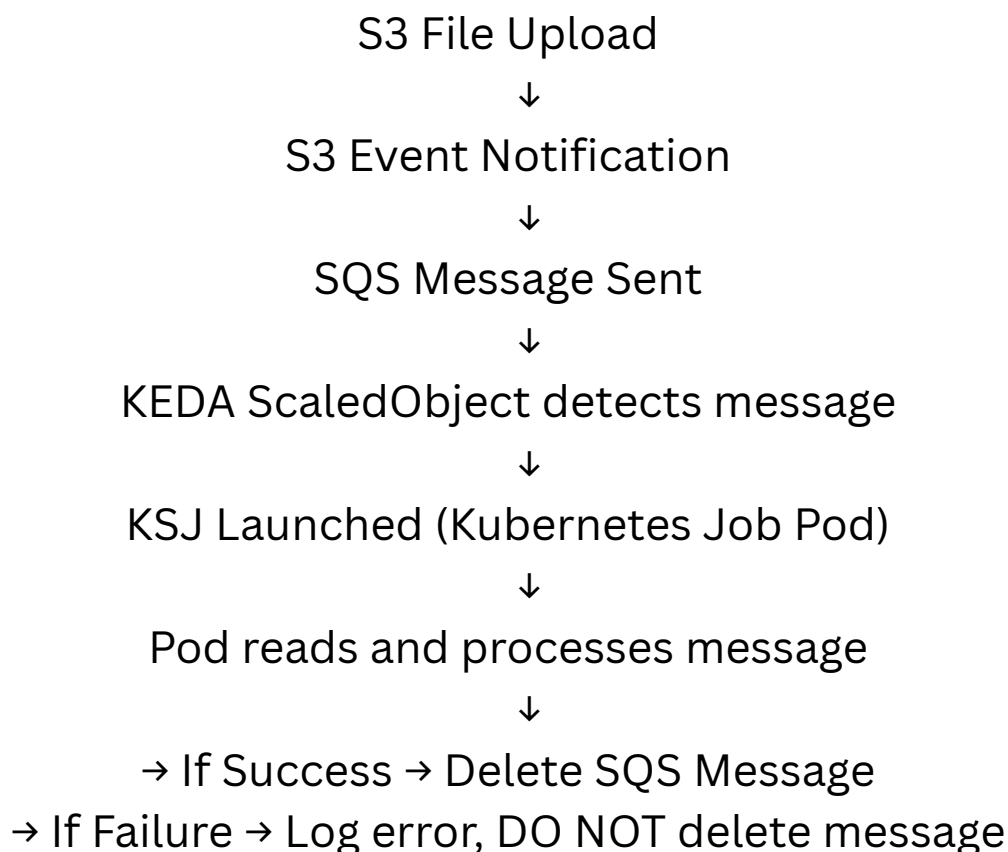 S3 File Upload
↓
S3 Event Notification
↓
SQS Message Sent
↓
KEDA ScaledObject detects message
↓
KSJ Launched (Kubernetes Job Pod)
↓
Pod reads and processes message
↓
→ If Success → Delete SQS Message
→ If Failure → Log error, DO NOT delete message